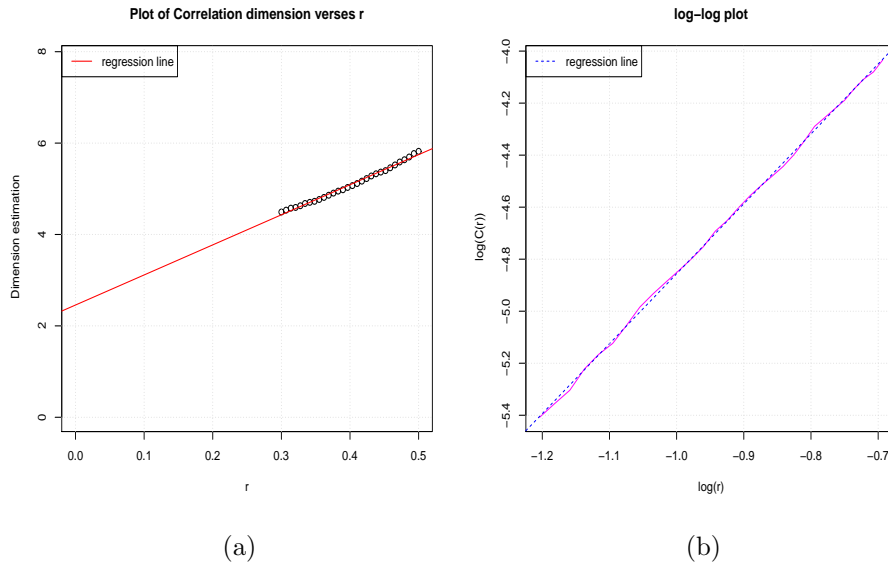 Plot of Correlation dimension verses r
regression line
Dimension estimation
8
6
4
2
0
0.0 0.1 0.2 0.3 0.4 0.5
r
(a)
log−log plot
regression line
log(C(r))
−4.0
−4.2
−4.4
−4.6
−4.8
−5.0
−5.2
−5.4
−1.2 −1.1 −1.0 −0.9 −0.8 −0.7
log(r)
(b)